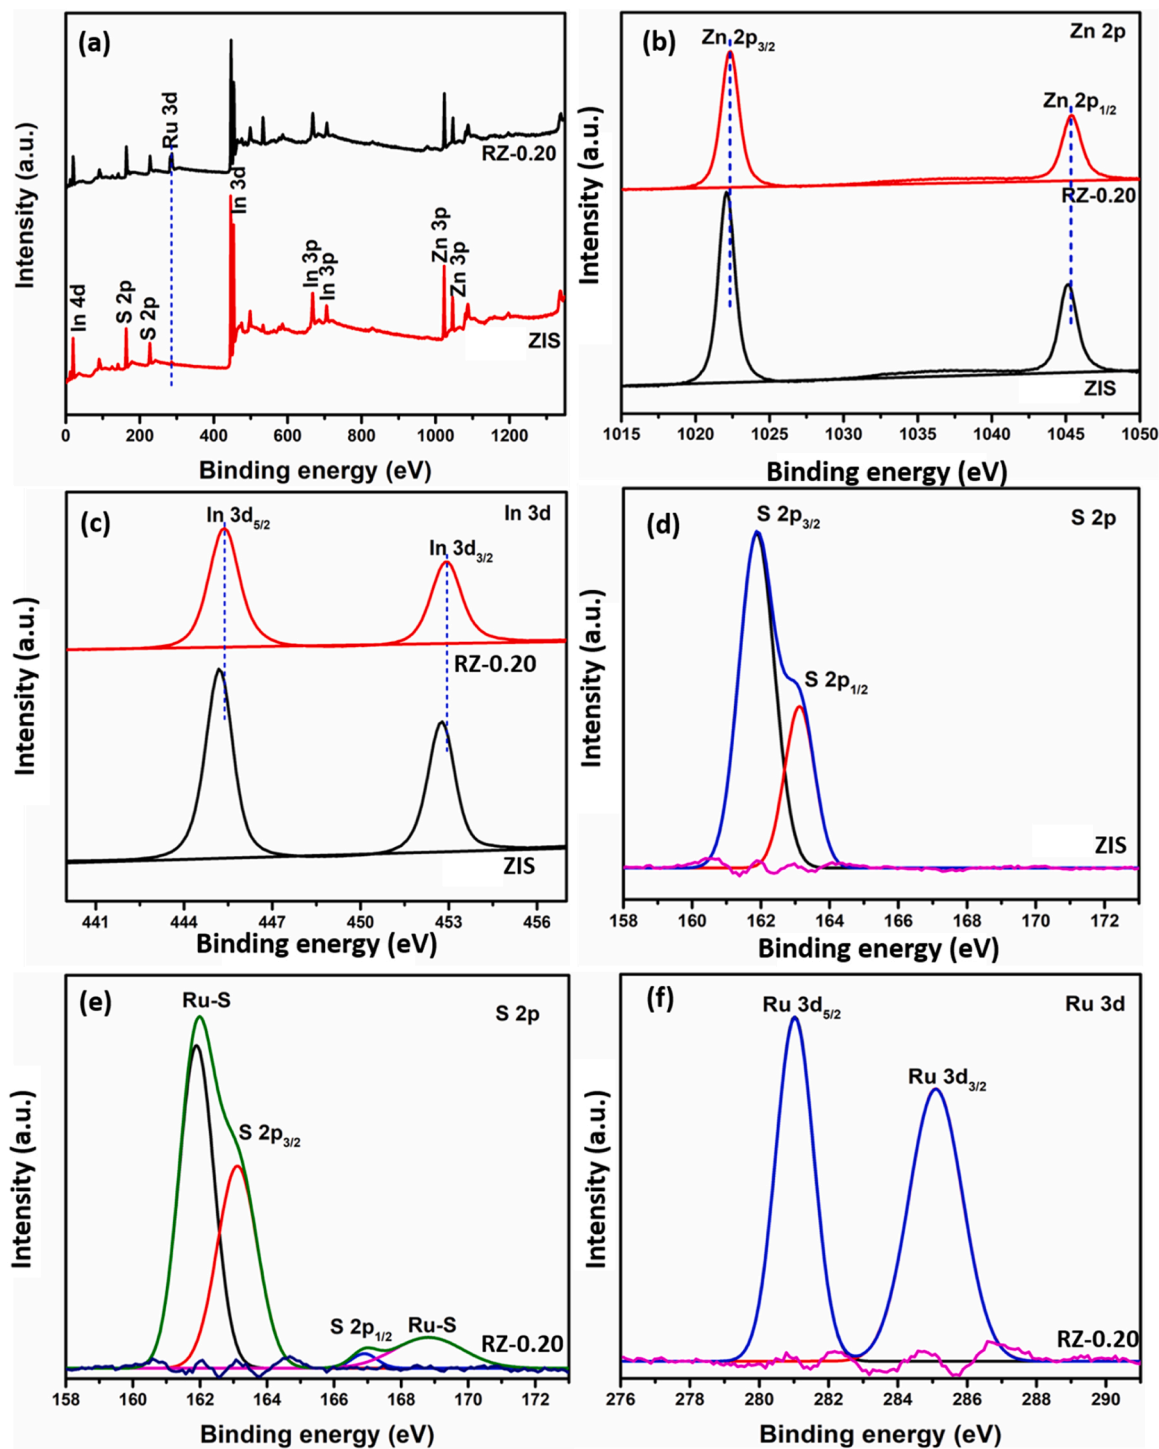 (a)
Intensity (a.u.)
Ru 3d
RZ-0.20
In 3d
In 4d
S 2p
S 2p
In 3p
In 3p
Zn 3p
Zn 3p
ZIS
0 200 400 600 800 1000 1200
Binding energy (eV)
(b)
Zn 2p
Intensity (a.u.)
Zn 2p3/2
Zn 2p1/2
RZ-0.20
ZIS
1015 1020 1025 1030 1035 1040 1045 1050
Binding energy (eV)
(c)
In 3d
Intensity (a.u.)
In 3d5/2
In 3d3/2
RZ-0.20
ZIS
441 444 447 450 453 456
Binding energy (eV)
(d)
S 2p
Intensity (a.u.)
S 2p3/2
S 2p1/2
ZIS
158 160 162 164 166 168 170 172
Binding energy (eV)
(e)
S 2p
Intensity (a.u.)
Ru-S
S 2p3/2
S 2p1/2
Ru-S
RZ-0.20
158 160 162 164 166 168 170 172
Binding energy (eV)
(f)
Ru 3d
Intensity (a.u.)
Ru 3d5/2
Ru 3d3/2
RZ-0.20
276 278 280 282 284 286 288 290
Binding energy (eV)